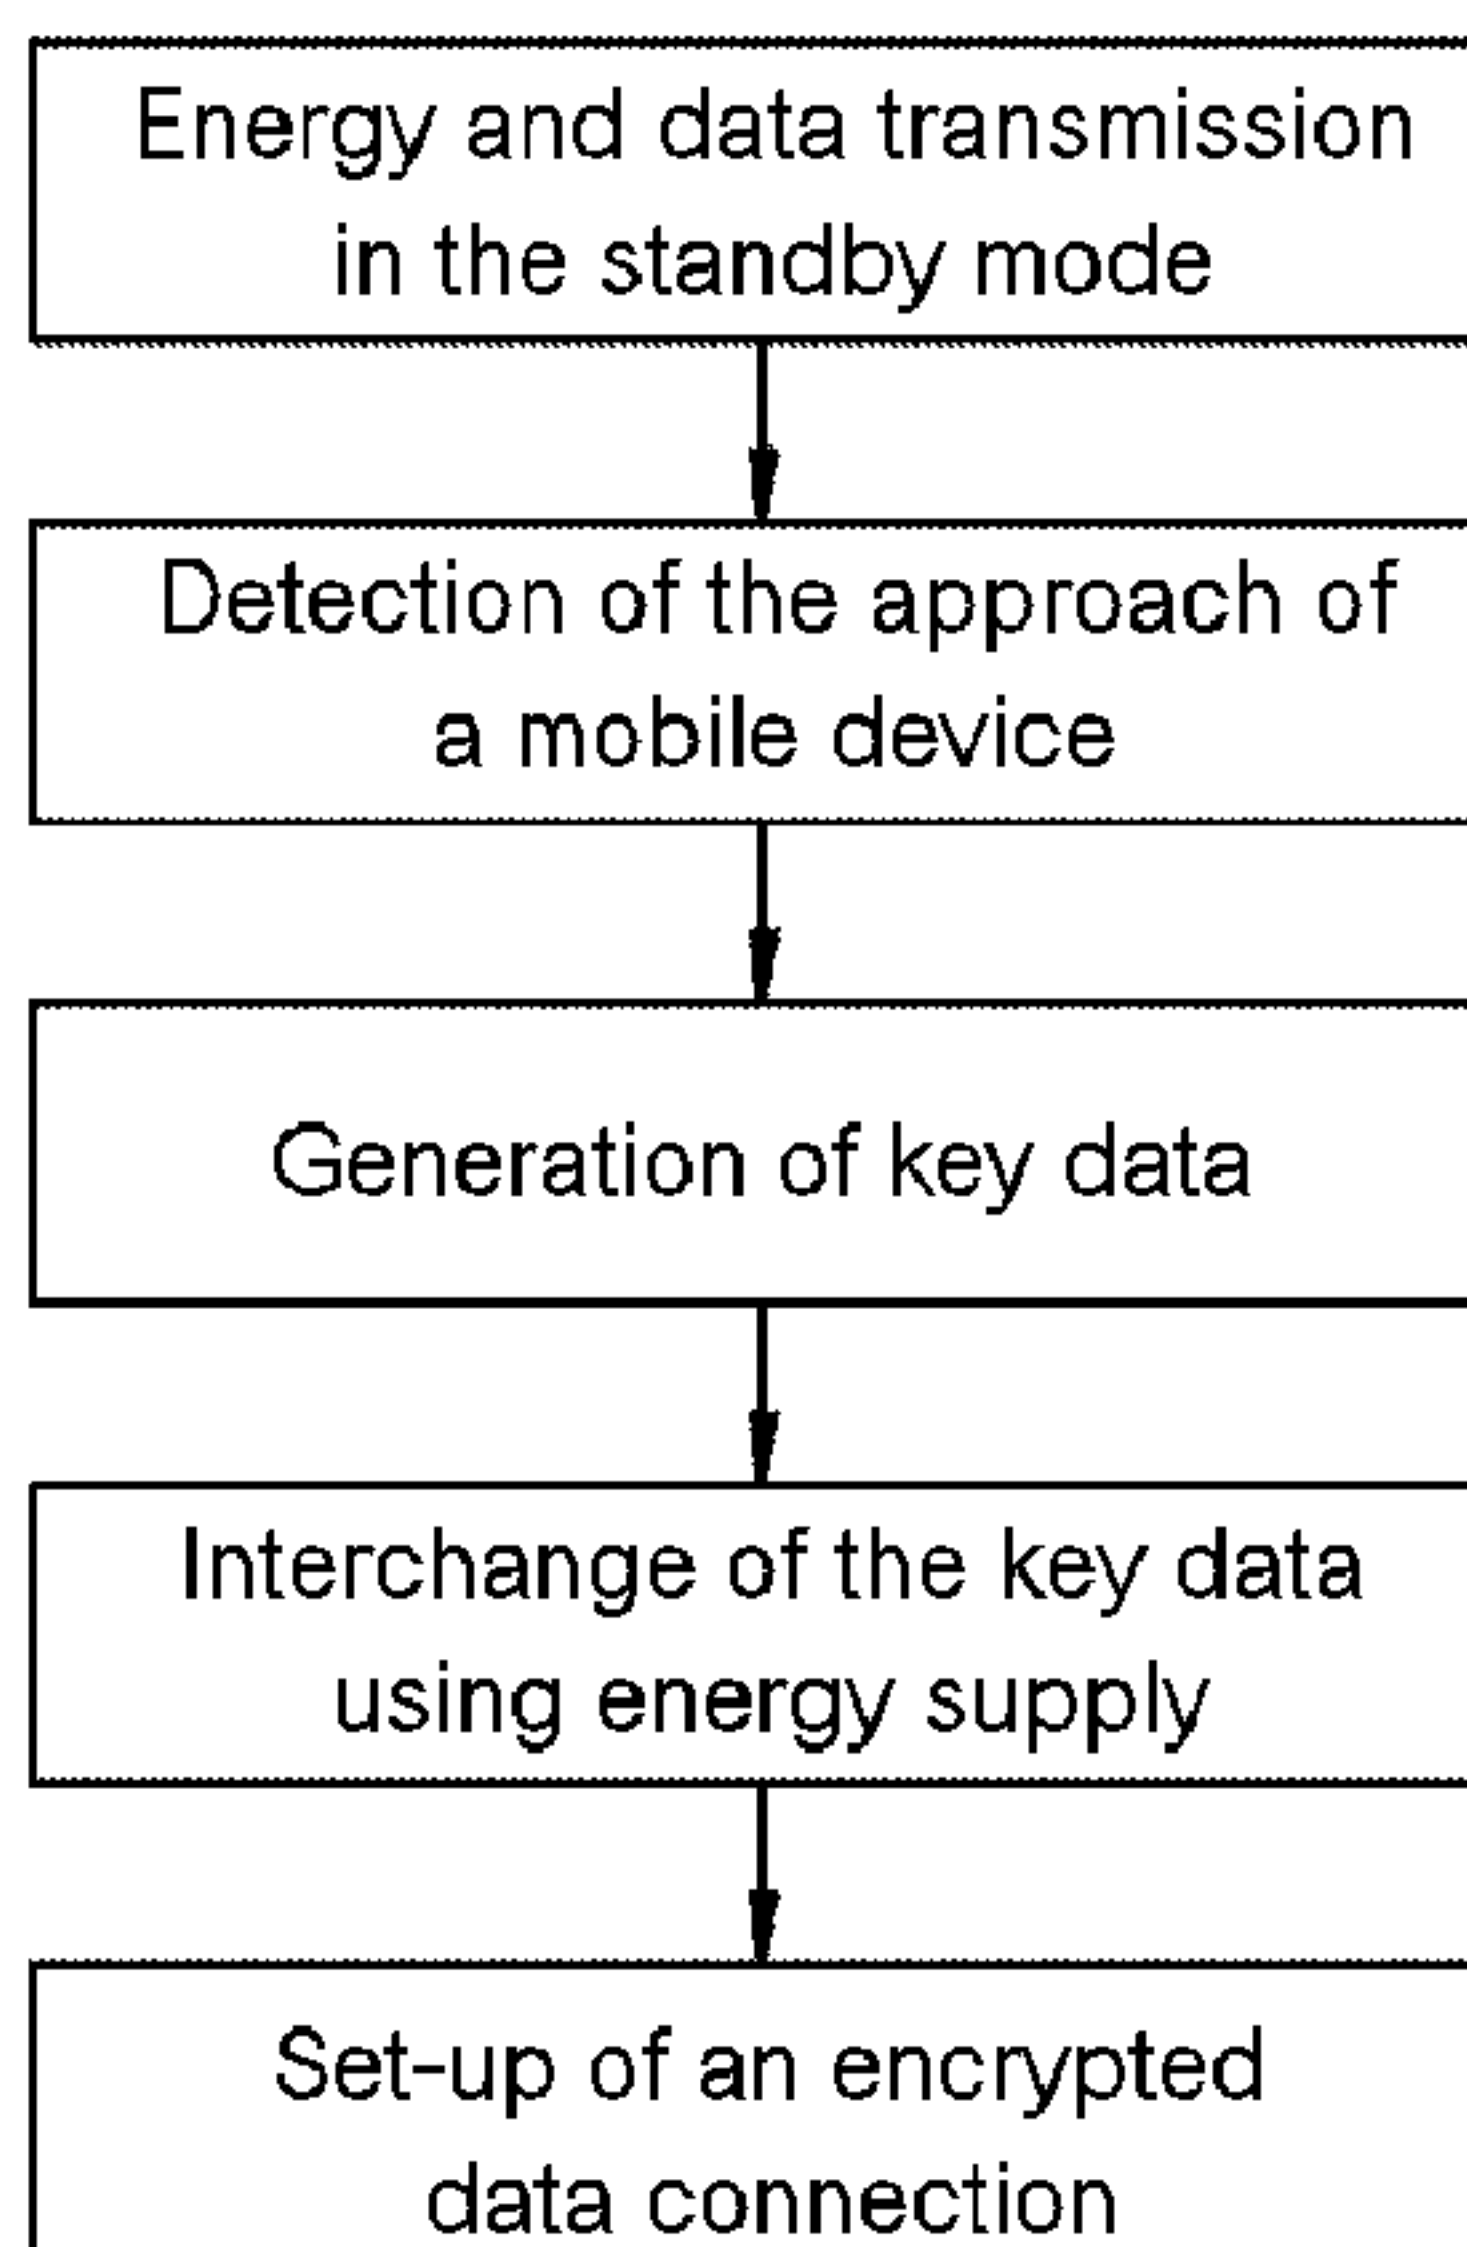 Energy and data transmission
in the standby mode
Detection of the approach of
a mobile device
Generation of key data
Interchange of the key data
using energy supply
Set-up of an encrypted
data connection